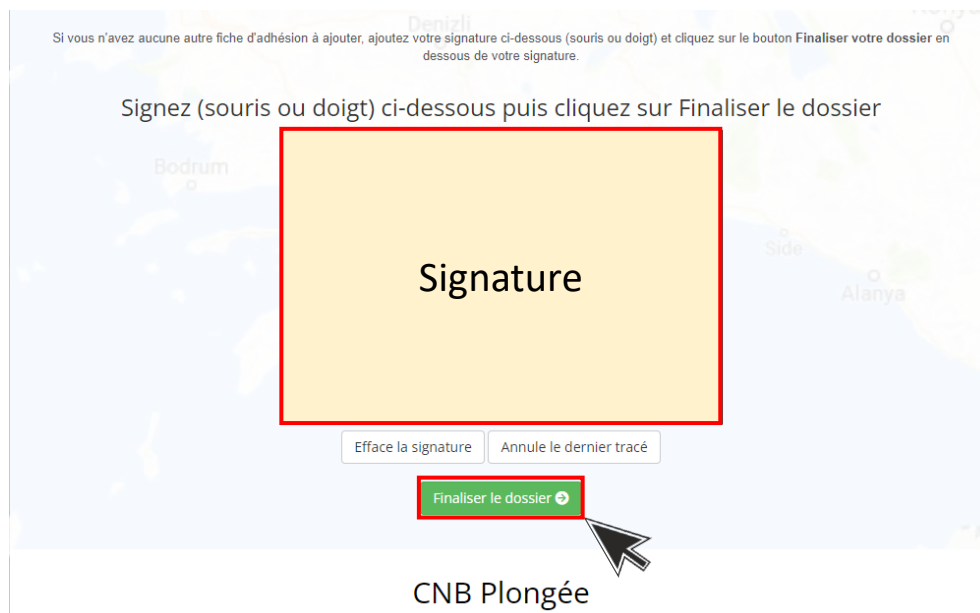 Denizli
Si vous n'avez aucune autre fiche d'adhésion à ajouter, ajoutez votre signature ci-dessous (souris ou doigt) et cliquez sur le bouton Finaliser votre dossier en
dessous de votre signature.
Signez (souris ou doigt) ci-dessous puis cliquez sur Finaliser le dossier
Bodrum
Side
Signature
Alanya
Efface la signature
Annule le dernier tracé
Finaliser le dossier
CNB Plongée